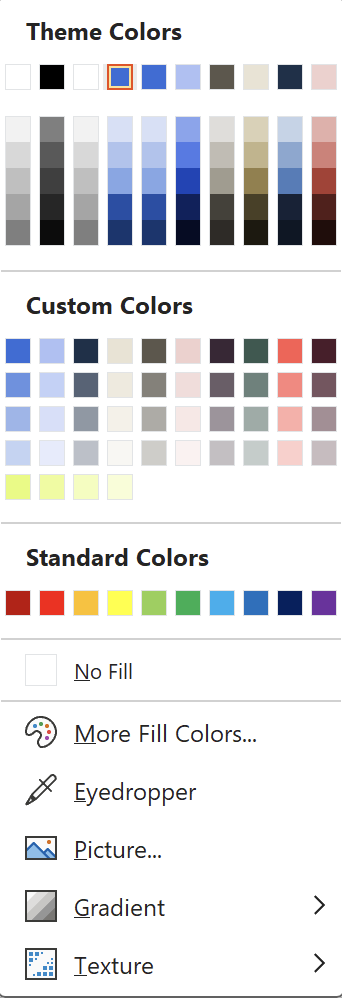 Theme Colors
Custom Colors
Standard Colors
No Fill
More Fill Colors...
Eyedropper
Picture...
Gradient
Texture